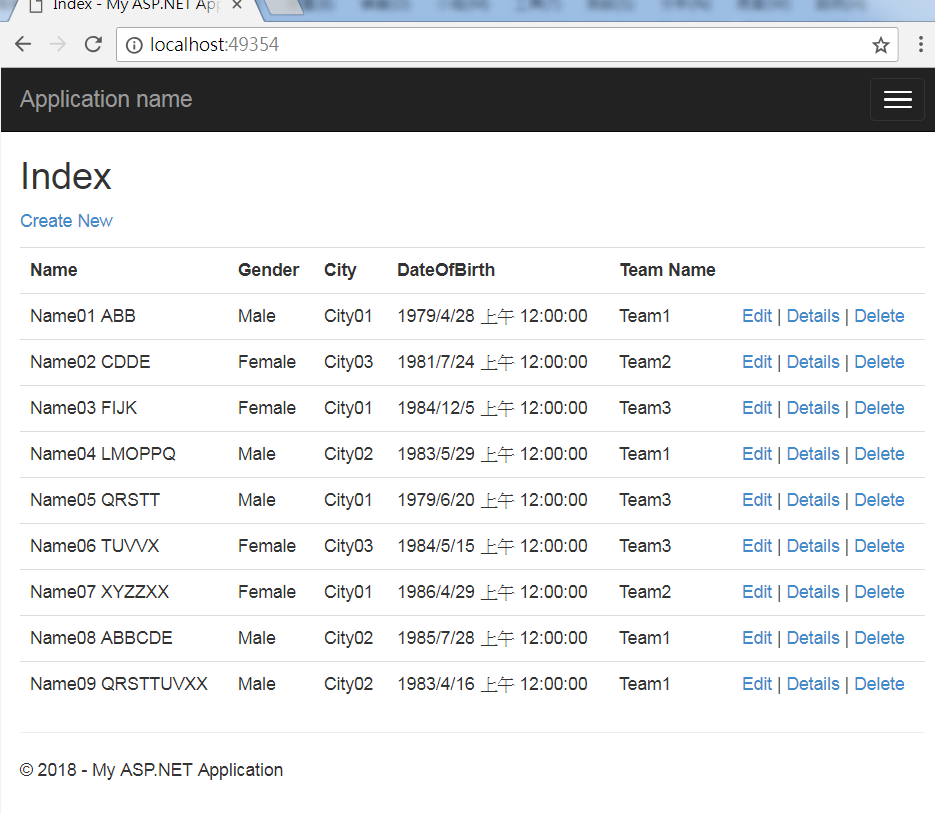 Index - My ASP.NET App
localhost:49354
Application name
Index
Create New
Name Gender City DateOfBirth Team Name
Name01 ABB Male City01 1979/4/28 上午 12:00:00 Team1 Edit | Details | Delete
Name02 CDDE Female City03 1981/7/24 上午 12:00:00 Team2 Edit | Details | Delete
Name03 FIJK Female City01 1984/12/5 上午 12:00:00 Team3 Edit | Details | Delete
Name04 LMOPPQ Male City02 1983/5/29 上午 12:00:00 Team1 Edit | Details | Delete
Name05 QRSTT Male City01 1979/6/20 上午 12:00:00 Team3 Edit | Details | Delete
Name06 TUVVX Female City03 1984/5/15 上午 12:00:00 Team3 Edit | Details | Delete
Name07 XYZZXX Female City01 1986/4/29 上午 12:00:00 Team2 Edit | Details | Delete
Name08 ABBCDE Male City02 1985/7/28 上午 12:00:00 Team1 Edit | Details | Delete
Name09 QRSTTUVXX Male City02 1983/4/16 上午 12:00:00 Team1 Edit | Details | Delete
© 2018 - My ASP.NET Application